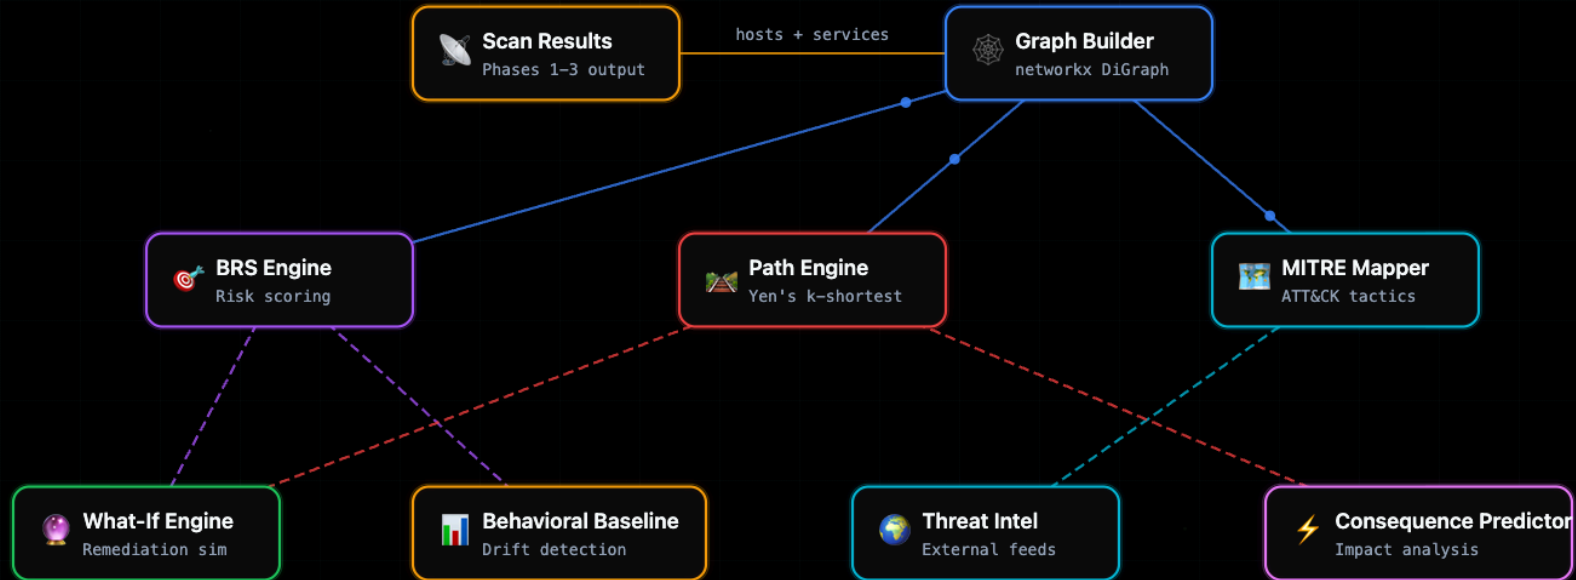 Scan Results
Phases 1–3 output
hosts + services
Graph Builder
networkx DiGraph
BRS Engine
Risk scoring
Path Engine
Yen's k-shortest
MITRE Mapper
ATT&CK tactics
What-If Engine
Remediation sim
Behavioral Baseline
Drift detection
Threat Intel
External feeds
Consequence Predictor
Impact analysis